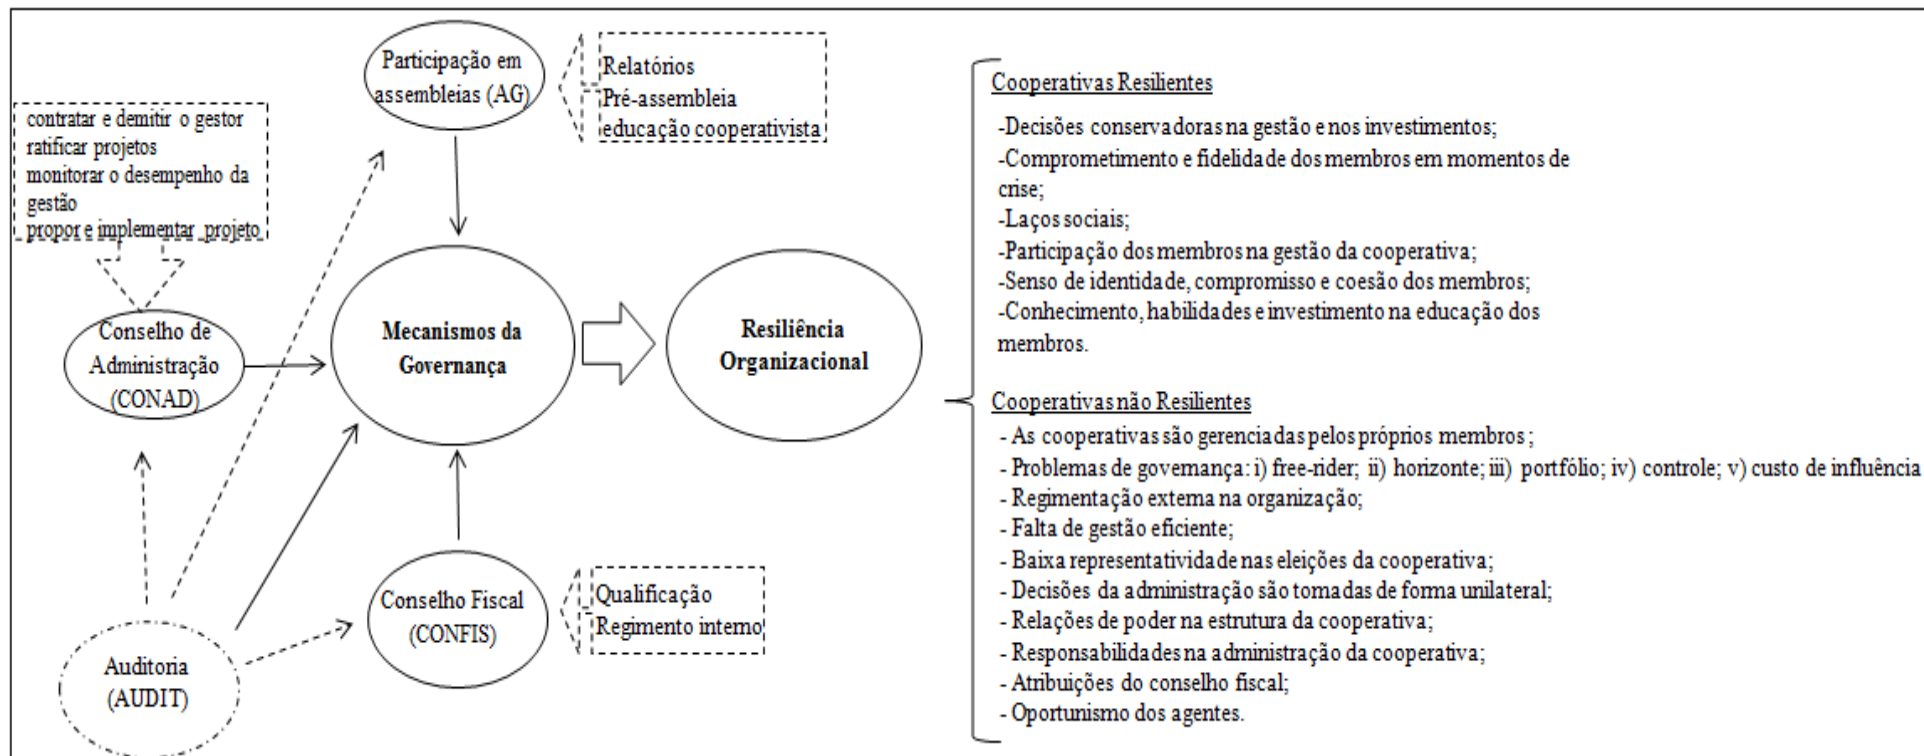 Participação em
assembleias (AG)
Relatórios
Pré-assembleia
educação cooperativista
contratar e demitir o gestor
ratificar projetos
monitorar o desempenho da
gestão
propor e implementar projeto
Conselho de
Administração
(CONAD)
Mecanismos da
Governança
Resiliência
Organizacional
Conselho Fiscal
(CONFIS)
Qualificação
Regimento interno
Auditoria
(AUDIT)
Cooperativas Resilientes
-Decisões conservadoras na gestão e nos investimentos;
-Comprometimento e fidelidade dos membros em momentos de
crise;
-Laços sociais;
-Participação dos membros na gestão da cooperativa;
-Senso de identidade, compromisso e coesão dos membros;
-Conhecimento, habilidades e investimento na educação dos
membros.
Cooperativas não Resilientes
- As cooperativas são gerenciadas pelos próprios membros ;
- Problemas de governança: i) free-rider; ii) horizonte; iii) portfólio; iv) controle; v) custo de influência
- Regimentação externa na organização;
- Falta de gestão eficiente;
- Baixa representatividade nas eleições da cooperativa;
- Decisões da administração são tomadas de forma unilateral;
- Relações de poder na estrutura da cooperativa;
- Responsabilidades na administração da cooperativa;
- Atribuições do conselho fiscal;
- Oportunismo dos agentes.